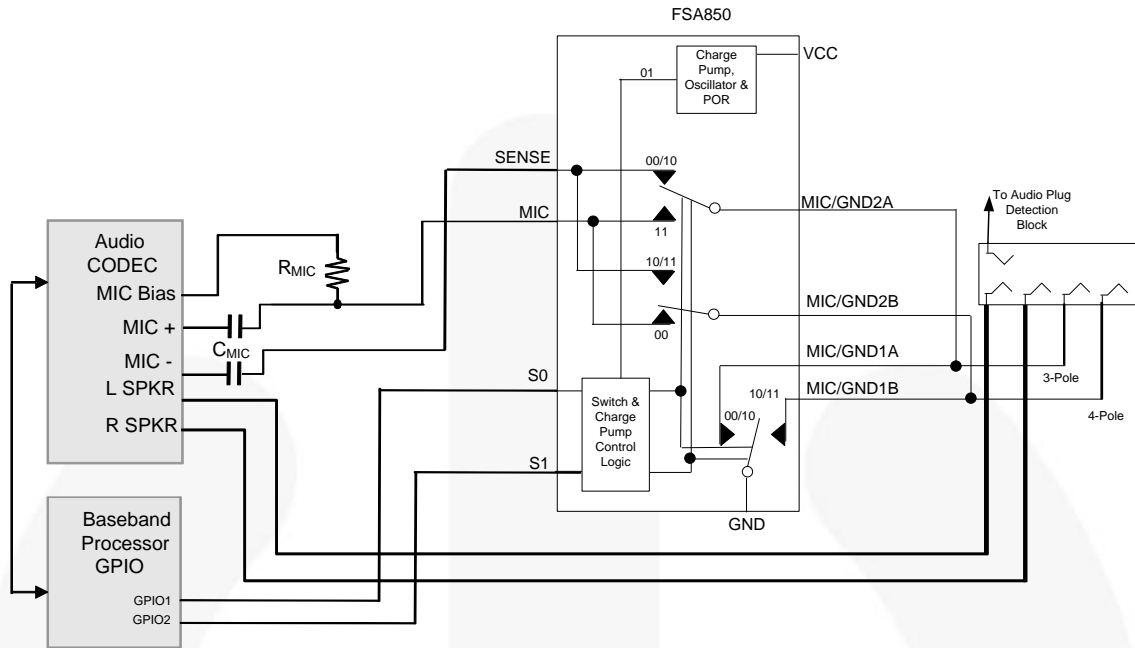 FSA850
Charge
Pump,
Oscillator &
POR
VCC
01
SENSE
00/10
MIC
11
MIC/GND2A
To Audio Plug
Detection
Block
Audio
CODEC
MIC Bias
MIC +
MIC -
L SPKR
R SPKR
RMIC
CMIC
10/11
00
MIC/GND2B
MIC/GND1A
MIC/GND1B
3-Pole
4-Pole
S0
S1
Switch &
Charge
Pump
Control
Logic
00/10
10/11
GND
Baseband
Processor
GPIO
GPIO1
GPIO2